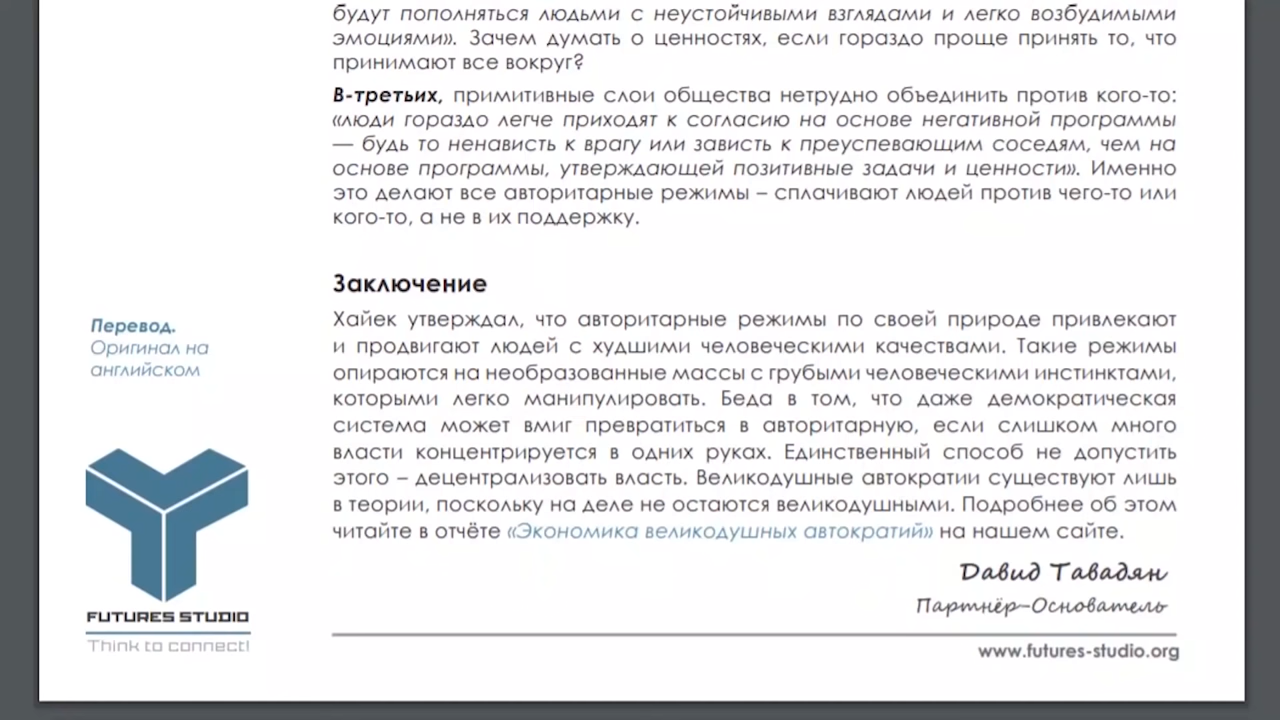 будут пополняться людьми с неустойчивыми взглядами и легко возбудимыми
эмоциями». Зачем думать о ценностях, если гораздо проще принять то, что
принимают все вокруг?
В-третьих, примитивные слои общества нетрудно объединить против кого-то:
«люди гораздо легче приходят к согласию на основе негативной программы
— будь то ненависть к врагу или зависть к преуспевающим соседям, чем на
основе программы, утверждающей позитивные задачи и ценности». Именно
это делают все авторитарные режимы – сплачивают людей против чего-то или
кого-то, а не в их поддержку.
Заключение
Хайек утверждал, что авторитарные режимы по своей природе привлекают
и продвигают людей с худшими человеческими качествами. Такие режимы
опираются на необразованные массы с грубыми человеческими инстинктами,
которыми легко манипулировать. Беда в том, что даже демократическая
система может вмиг превратиться в авторитарную, если слишком много
власти концентрируется в одних руках. Единственный способ не допустить
этого – децентрализовать власть. Великодушные автократии существуют лишь
в теории, поскольку на деле не остаются великодушными. Подробнее об этом
читайте в отчёте «Экономика великодушных автократий» на нашем сайте.
Давид Тавадян
Партнёр–Основатель
www.futures-studio.org
Перевод.
Оригинал на
английском
FUTURES STUDIO
Think to connect!